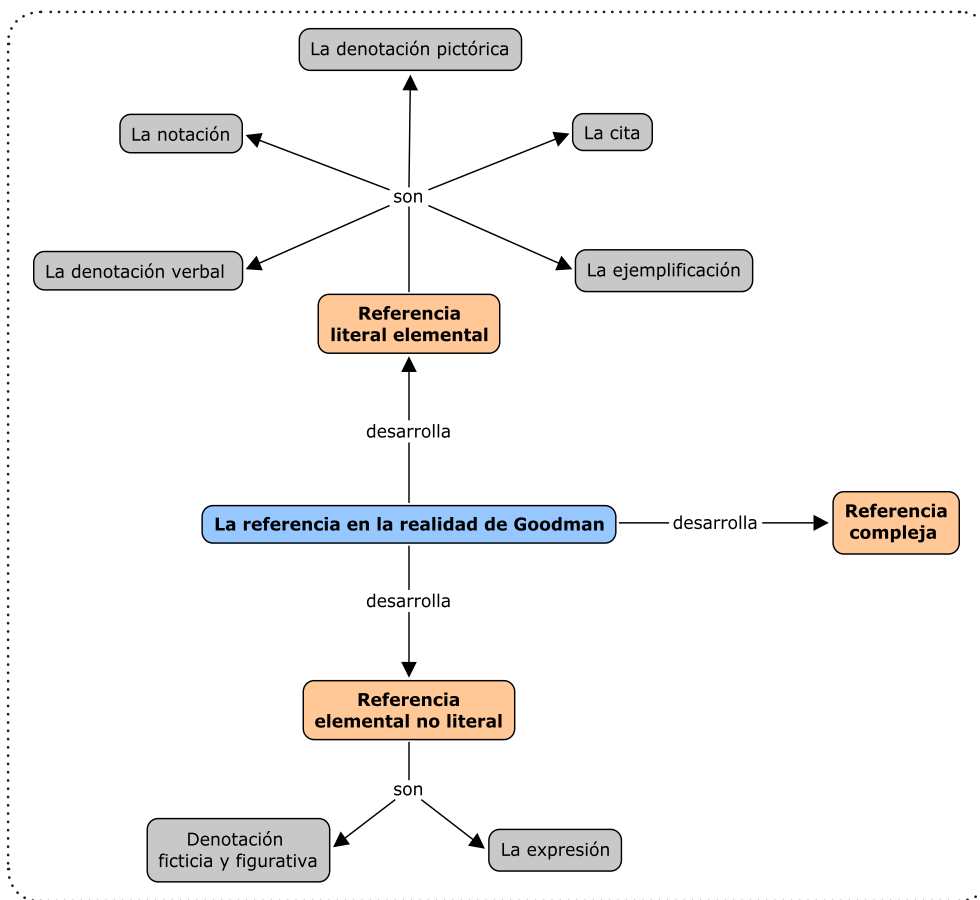 La denotación pictórica
La notación
La cita
son
La denotación verbal
La ejemplificación
Referencia
literal elemental
desarrolla
La referencia en la realidad de Goodman
desarrolla
Referencia
compleja
desarrolla
Referencia
elemental no literal
son
Denotación
ficticia y figurativa
La expresión